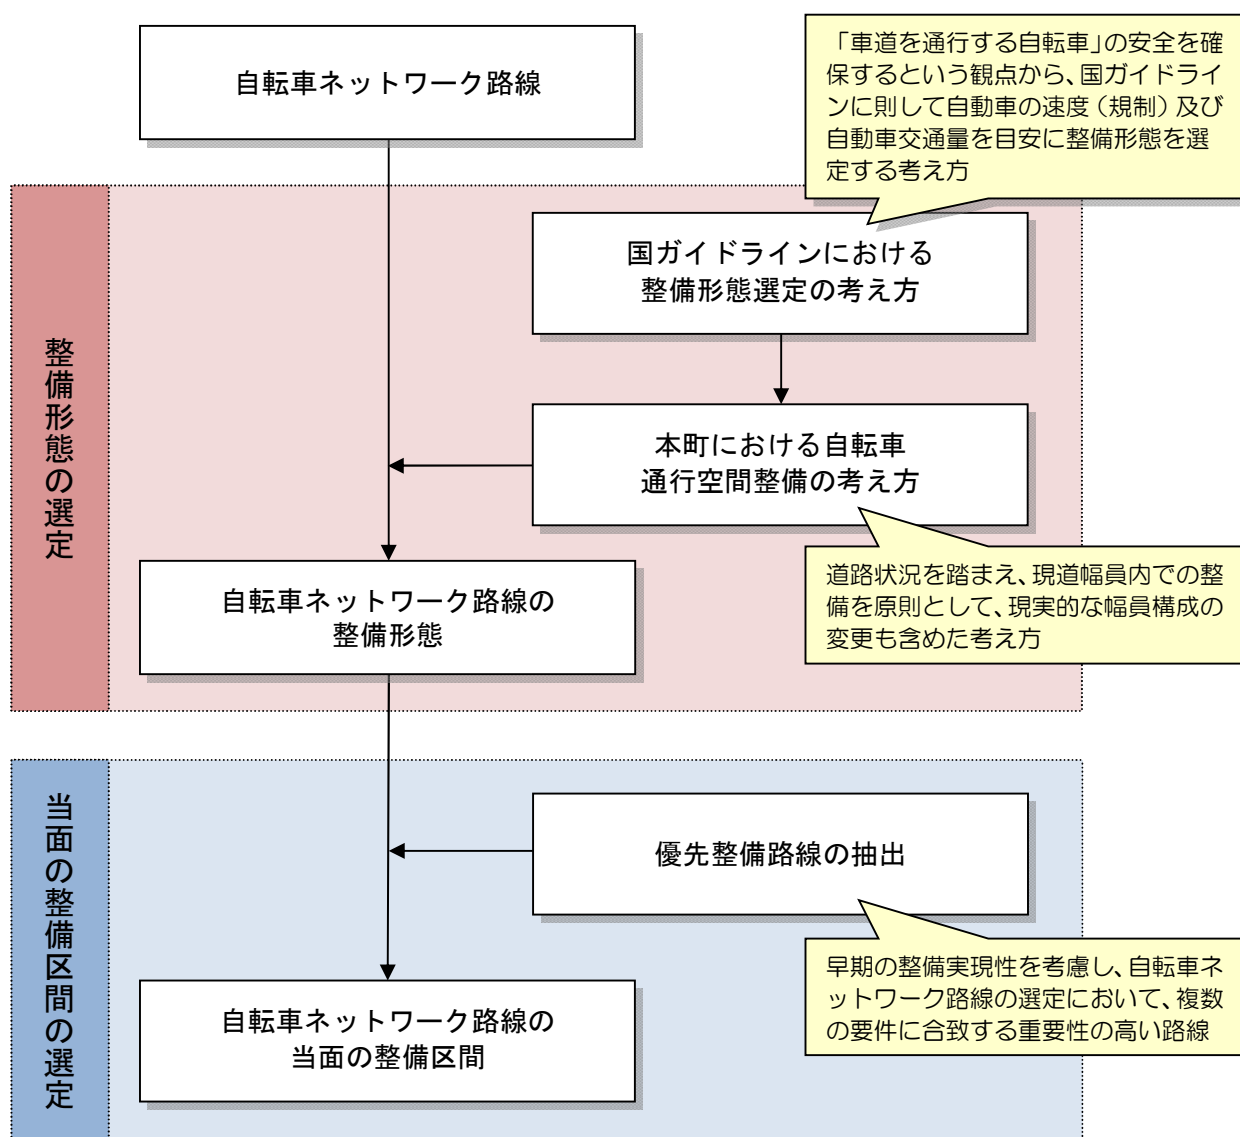 自転車ネットワーク路線
「車道を通行する自転車」の安全を確
保するという観点から、国ガイドライ
ンに則して自動車の速度（規制）及び
自動車交通量を目安に整備形態を選
定する考え方
整備形態の選定
国ガイドラインにおける
整備形態選定の考え方
本町における自転車
通行空間整備の考え方
道路状況を踏まえ、現道幅員内での整
備を原則として、現実的な幅員構成の
変更も含めた考え方
自転車ネットワーク路線の
整備形態
当面の整備区間の選定
優先整備路線の抽出
早期の整備実現性を考慮し、自転車ネ
ットワーク路線の選定において、複数
の要件に合致する重要性の高い路線
自転車ネットワーク路線の
当面の整備区間